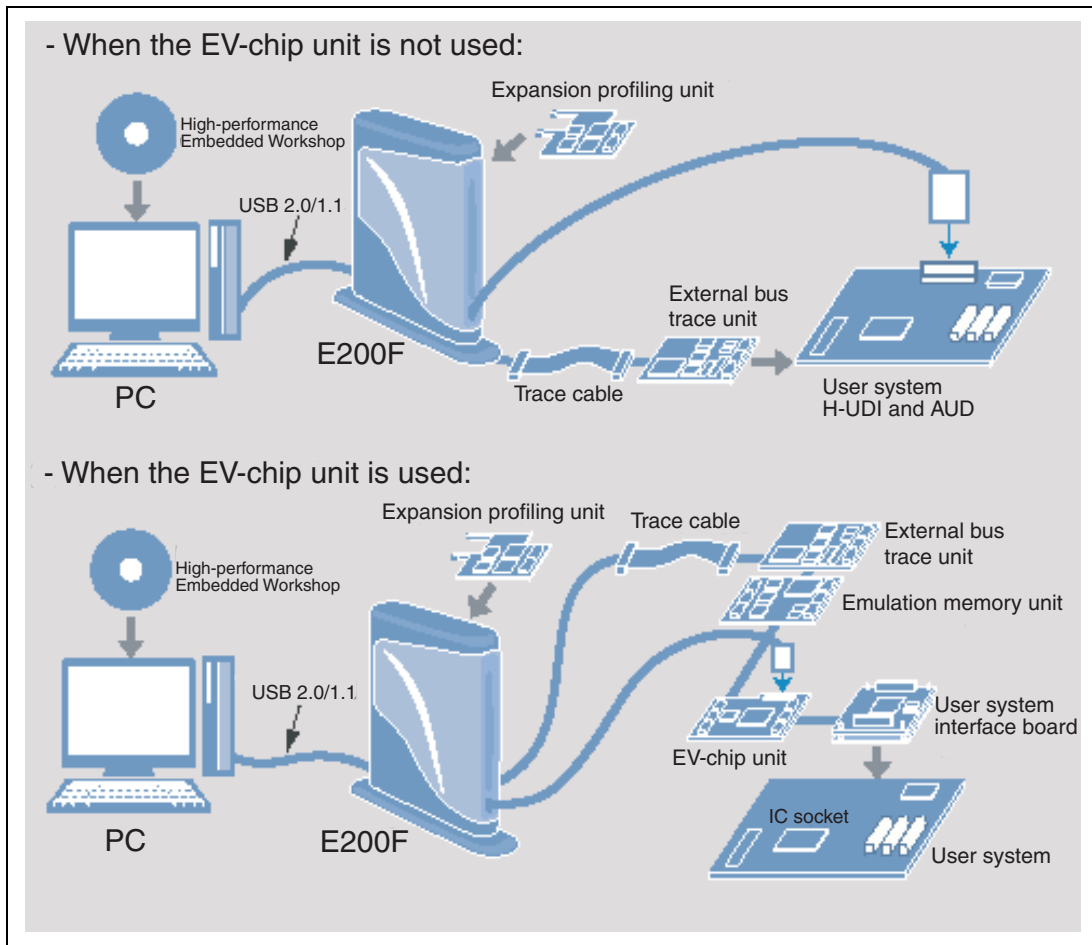 - When the EV-chip unit is not used:
Expansion profiling unit
High-performance
Embedded Workshop
USB 2.0/1.1
External bus
trace unit
E200F
Trace cable
PC
User system
H-UDI and AUD
- When the EV-chip unit is used:
Expansion profiling unit
Trace cable
External bus
trace unit
High-performance
Embedded Workshop
Emulation memory unit
USB 2.0/1.1
User system
interface board
EV-chip unit
IC socket
PC
E200F
User system